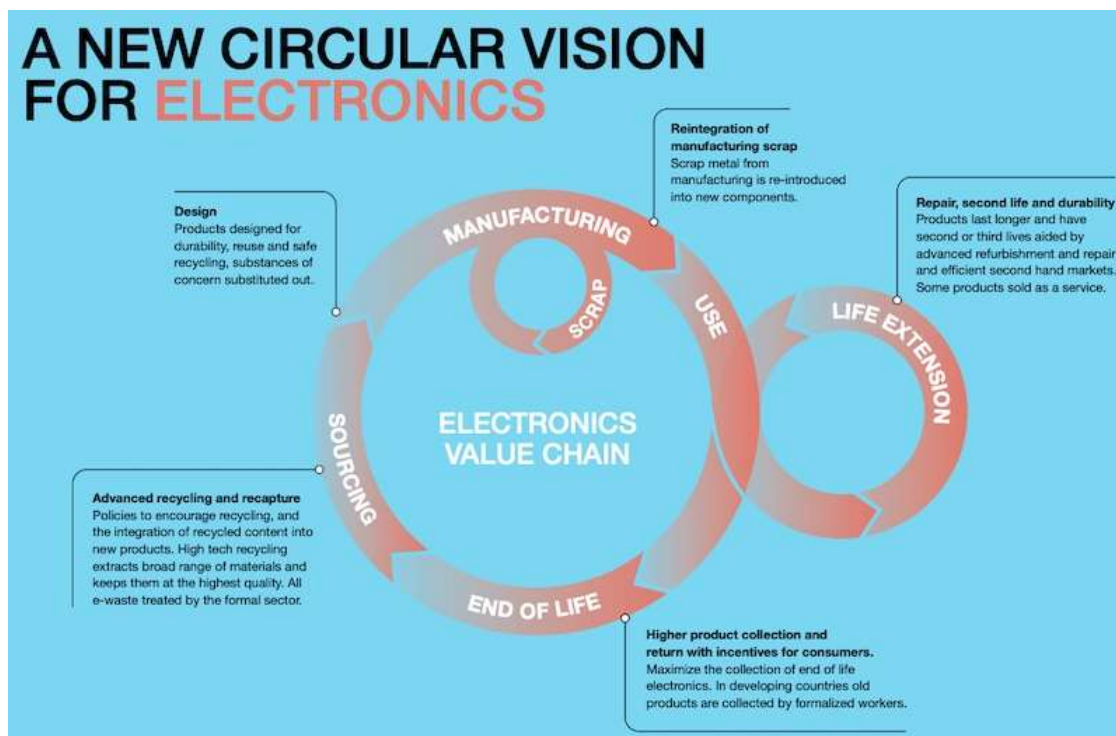 A NEW CIRCULAR VISION
FOR ELECTRONICS
Reintegration of
manufacturing scrap
Scrap metal from
manufacturing is re-introduced
into new components.
Design
Products designed for
durability, reuse and safe
recycling, substances of
concern substituted out.
Repair, second life and durability
Products last longer and have
second or third lives aided by
advanced refurbishment and repair
and efficient second hand markets.
Some products sold as a service.
MANUFACTURING
SCRAP
USE
LIFE EXTENSION
ELECTRONICS
VALUE CHAIN
SOURCING
Advanced recycling and recapture
Policies to encourage recycling, and
the integration of recycled content into
new products. High tech recycling
extracts broad range of materials and
keeps them at the highest quality. All
e-waste treated by the formal sector.
END OF LIFE
Higher product collection and
return with incentives for consumers.
Maximize the collection of end of life
electronics. In developing countries old
products are collected by formalized workers.